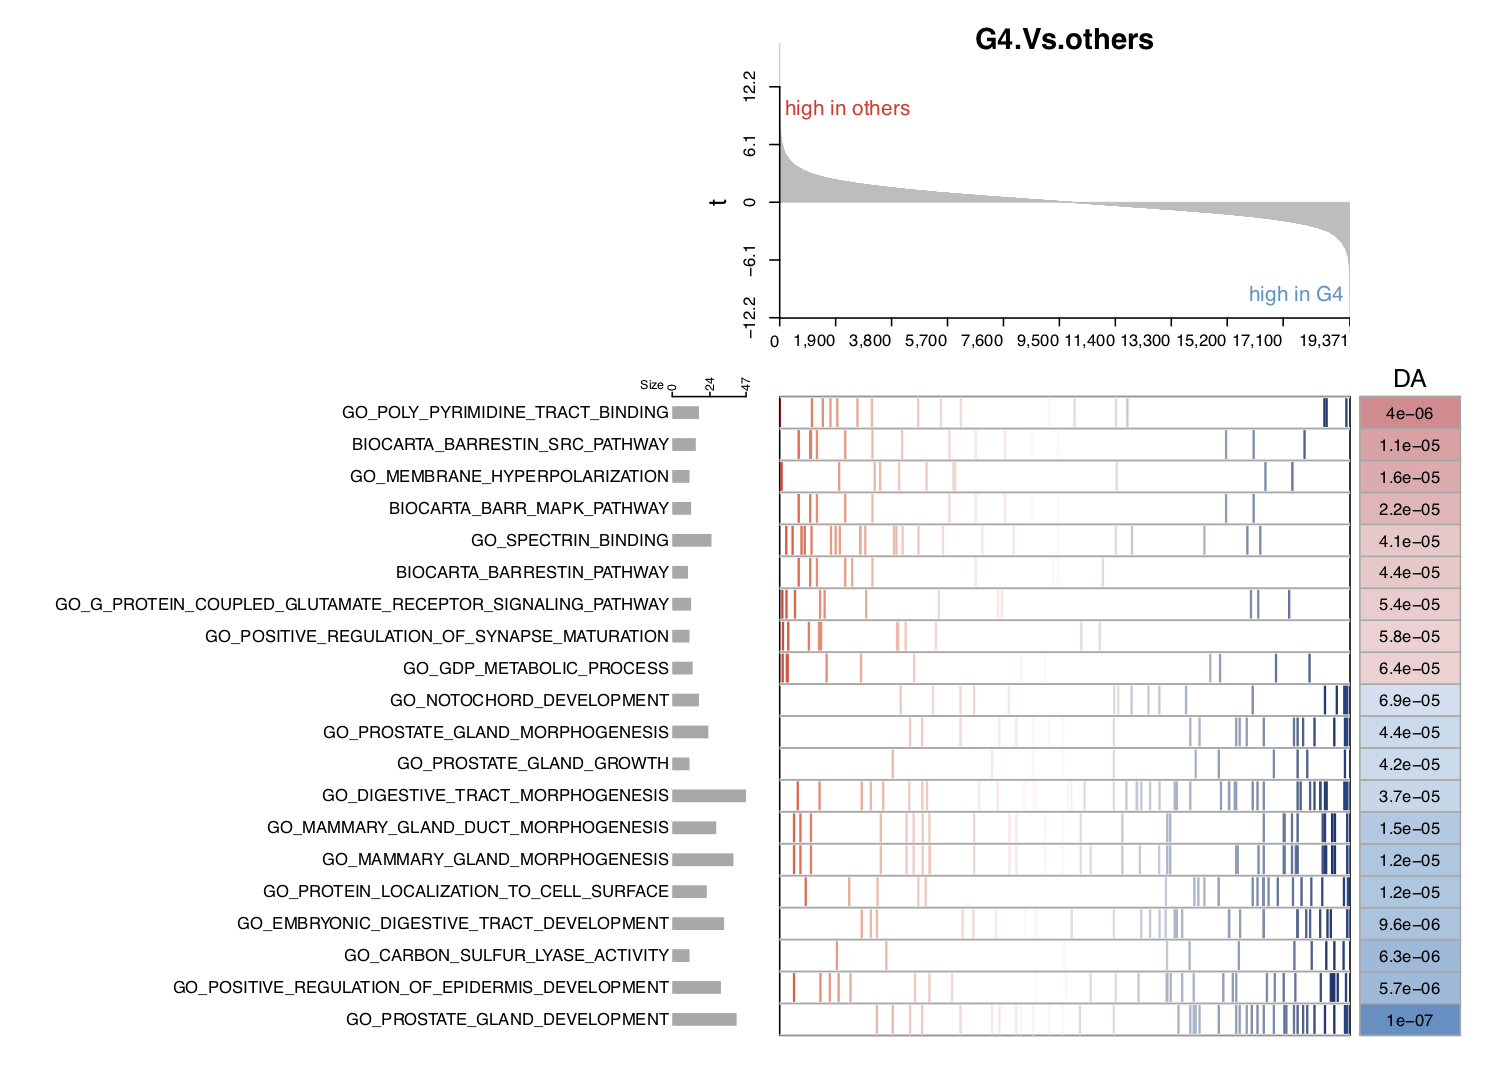 G4.Vs.others
high in others
t
12.2
6.1
0
−6.1
−12.2
high in G4
0 1,900 3,800 5,700 7,600 9,500 11,400 13,300 15,200 17,100 19,371
Size 0 24 47
DA
GO_POLY_PYRIMIDINE_TRACT_BINDING 4e−06
BIOCARTA_BARRESTIN_SRC_PATHWAY 1.1e−05
GO_MEMBRANE_HYPERPOLARIZATION 1.6e−05
BIOCARTA_BARR_MAPK_PATHWAY 2.2e−05
GO_SPECTRIN_BINDING 4.1e−05
BIOCARTA_BARRESTIN_PATHWAY 4.4e−05
GO_G_PROTEIN_COUPLED_GLUTAMATE_RECEPTOR_SIGNALING_PATHWAY 5.4e−05
GO_POSITIVE_REGULATION_OF_SYNAPSE_MATURATION 5.8e−05
GO_GDP_METABOLIC_PROCESS 6.4e−05
GO_NOTOCHORD_DEVELOPMENT 6.9e−05
GO_PROSTATE_GLAND_MORPHOGENESIS 4.4e−05
GO_PROSTATE_GLAND_GROWTH 4.2e−05
GO_DIGESTIVE_TRACT_MORPHOGENESIS 3.7e−05
GO_MAMMARY_GLAND_DUCT_MORPHOGENESIS 1.5e−05
GO_MAMMARY_GLAND_MORPHOGENESIS 1.2e−05
GO_PROTEIN_LOCALIZATION_TO_CELL_SURFACE 1.2e−05
GO_EMBRYONIC_DIGESTIVE_TRACT_DEVELOPMENT 9.6e−06
GO_CARBON_SULFUR_LYASE_ACTIVITY 6.3e−06
GO_POSITIVE_REGULATION_OF_EPIDERMIS_DEVELOPMENT 5.7e−06
GO_PROSTATE_GLAND_DEVELOPMENT 1e−07